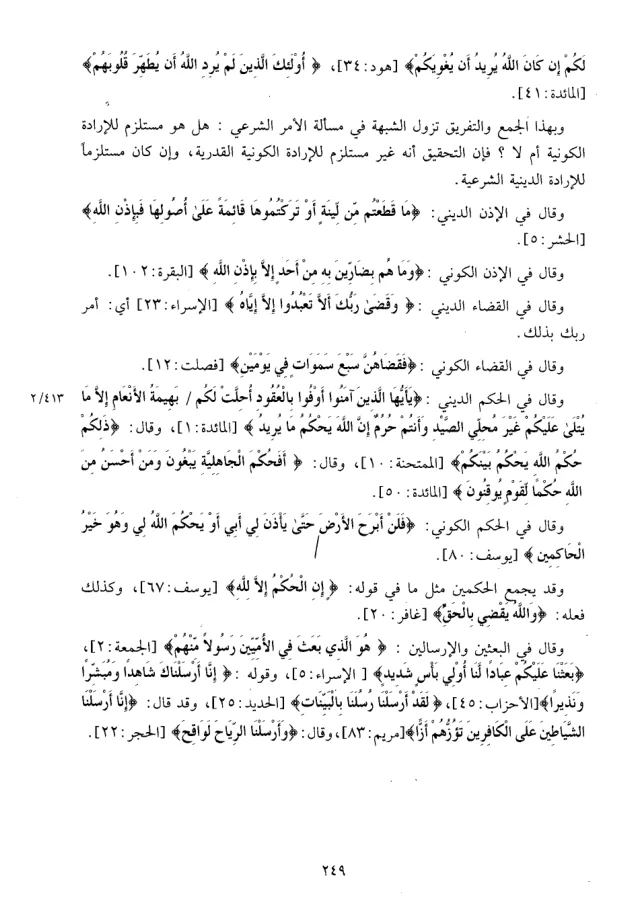 لَكُمْ إِن كَانَ اللَّهُ يُرِيدُ أَن يُغْوِيَكُمْ﴾ [هود:٣٤]، ﴿ أُوْلَئِكَ الَّذِينَ لَمْ يُرِدِ اللَّهُ أَن يُطَهِّرَ قُلُوبَهُمْ﴾
[المائدة:٤١].
وبهذا الجمع والتفريق تزول الشبهة في مسألة الأمر الشرعي : هل هو مستلزم للإرادة
الكونية أم لا ؟ فإن التحقيق أنه غير مستلزم للإرادة الكونية القدرية، وإن كان مستلزماً
للإرادة الدينية الشرعية.
وقال في الإذن الديني: ﴿مَا قَطَعْتُم مِّن لِّينَةٍ أَوْ تَرَكْتُمُوهَا قَائِمَةً عَلَىٰ أُصُولِهَا فَبِإِذْنِ اللَّهِ﴾
[الحشر:٥].
وقال في الإذن الكوني :﴿وَمَا هُم بِضَارِّينَ بِهِ مِنْ أَحَدٍ إِلاَّ بِإِذْنِ اللَّهِ ﴾ [البقرة:١٠٢].
وقال في القضاء الديني :﴿ وَقَضَىٰ رَبُّكَ أَلاَّ تَعْبُدُوا إِلاَّ إِيَّاهُ ﴾ [الإسراء:٢٣] أي: أمر
ربك بذلك.
وقال في القضاء الكوني :﴿فَقَضَاهُنَّ سَبْعَ سَمَوَاتٍ فِي يَوْمَيْنِ﴾ [فصلت:١٢].
وقال في الحكم الديني :﴿يَأَيُّهَا الَّذِينَ آمَنُوا أَوْفُوا بِالْعُقُودِ أُحِلَّتْ لَكُم / بَهِيمَةُ الأَنْعَامِ إِلاَّ مَا ٢/٤١٣
يُتْلَىٰ عَلَيْكُمْ غَيْرَ مُحِلِّي الصَّيْدِ وَأَنتُمْ حُرُمٌ إِنَّ اللَّهَ يَحْكُمُ مَا يُرِيدُ ﴾ [المائدة:١]، وقال: ﴿ذَلِكُمْ
حُكْمُ اللَّهِ يَحْكُمُ بَيْنَكُمْ﴾ [الممتحنة:١٠]، وقال: ﴿ أَفَحُكْمَ الْجَاهِلِيَّةِ يَبْغُونَ وَمَنْ أَحْسَنُ مِنَ
اللَّهِ حُكْمًا لِّقَوْمٍ يُوقِنُونَ ﴾ [المائدة:٥٠].
وقال في الحكم الكوني: ﴿فَلَنْ أَبْرَحَ الأَرْضَ حَتَّىٰ يَأْذَنَ لِي أَبِي أَوْ يَحْكُمَ اللَّهُ لِي وَهُوَ خَيْرُ
الْحَاكِمِينَ ﴾ [يوسف:٨٠].
وقد يجمع الحكمين مثل ما في قوله: ﴿ إِنِ الْحُكْمُ إِلاَّ لِلَّهِ﴾ [يوسف:٦٧]، وكذلك
فعله: ﴿وَاللَّهُ يَقْضِي بِالْحَقِّ﴾ [غافر:٢٠].
وقال في البعثين والإرسالين : ﴿ هُوَ الَّذِي بَعَثَ فِي الأُمِّيِّينَ رَسُولاً مِّنْهُمْ﴾ [الجمعة:٢]،
﴿بَعَثْنَا عَلَيْكُمْ عِبَادًا لَّنَا أُولِي بَأْسٍ شَدِيدٍ﴾ [ الإسراء:٥]، وقوله :﴿ إِنَّا أَرْسَلْنَاكَ شَاهِدًا وَمُبَشِّرًا
وَنَذِيرًا﴾[الأحزاب:٤٥]،﴿ لَقَدْ أَرْسَلْنَا رُسُلَنَا بِالْبَيِّنَاتِ﴾ [الحديد:٢٥]، وقد قال: ﴿إِنَّا أَرْسَلْنَا
الشَّيَاطِينَ عَلَى الْكَافِرِينَ تَؤُزُّهُمْ أَزًّا﴾[مريم:٨٣]،وقال: ﴿وَأَرْسَلْنَا الرِّيَاحَ لَوَاقِحَ﴾ [الحجر:٢٢].
٢٤٩